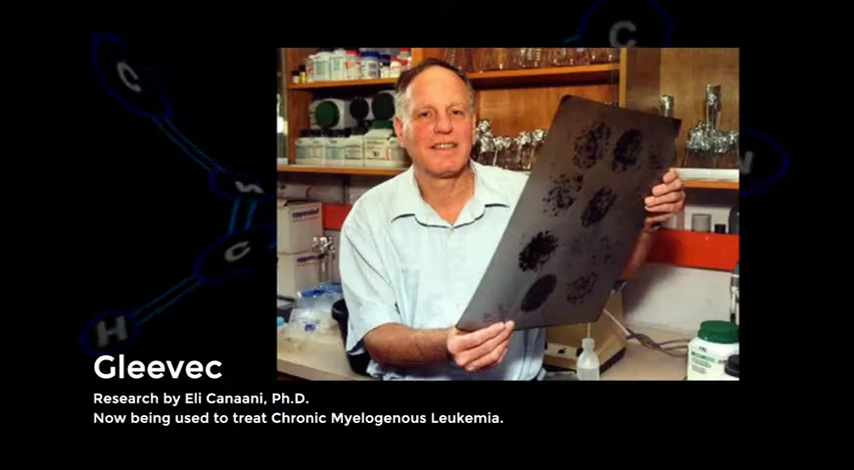 C
C
N
C
H
Gleevec
Research by Eli Canaani, Ph.D.
Now being used to treat Chronic Myelogenous Leukemia.